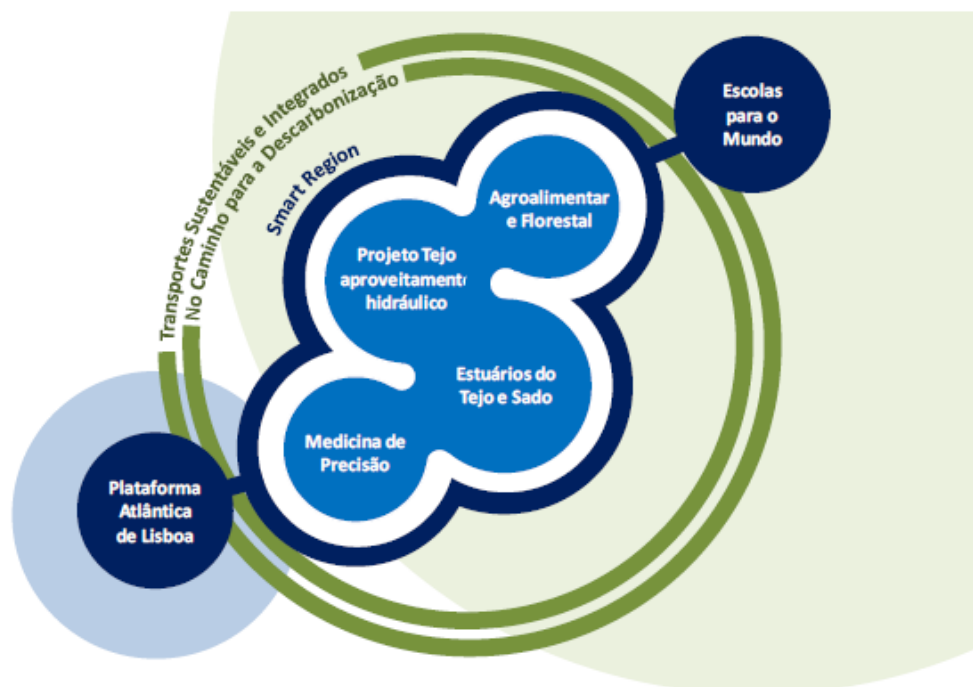 Transportes Sustentáveis e Integrados
No Caminho para a Descarbonização
Smart Region
Escolas
para o
Mundo
Agroalimentar
e Florestal
Projeto Tejo
aproveitament
hidráulico
Estuários do
Tejo e Sado
Medicina de
Precisão
Plataforma
Atlântica
de Lisboa